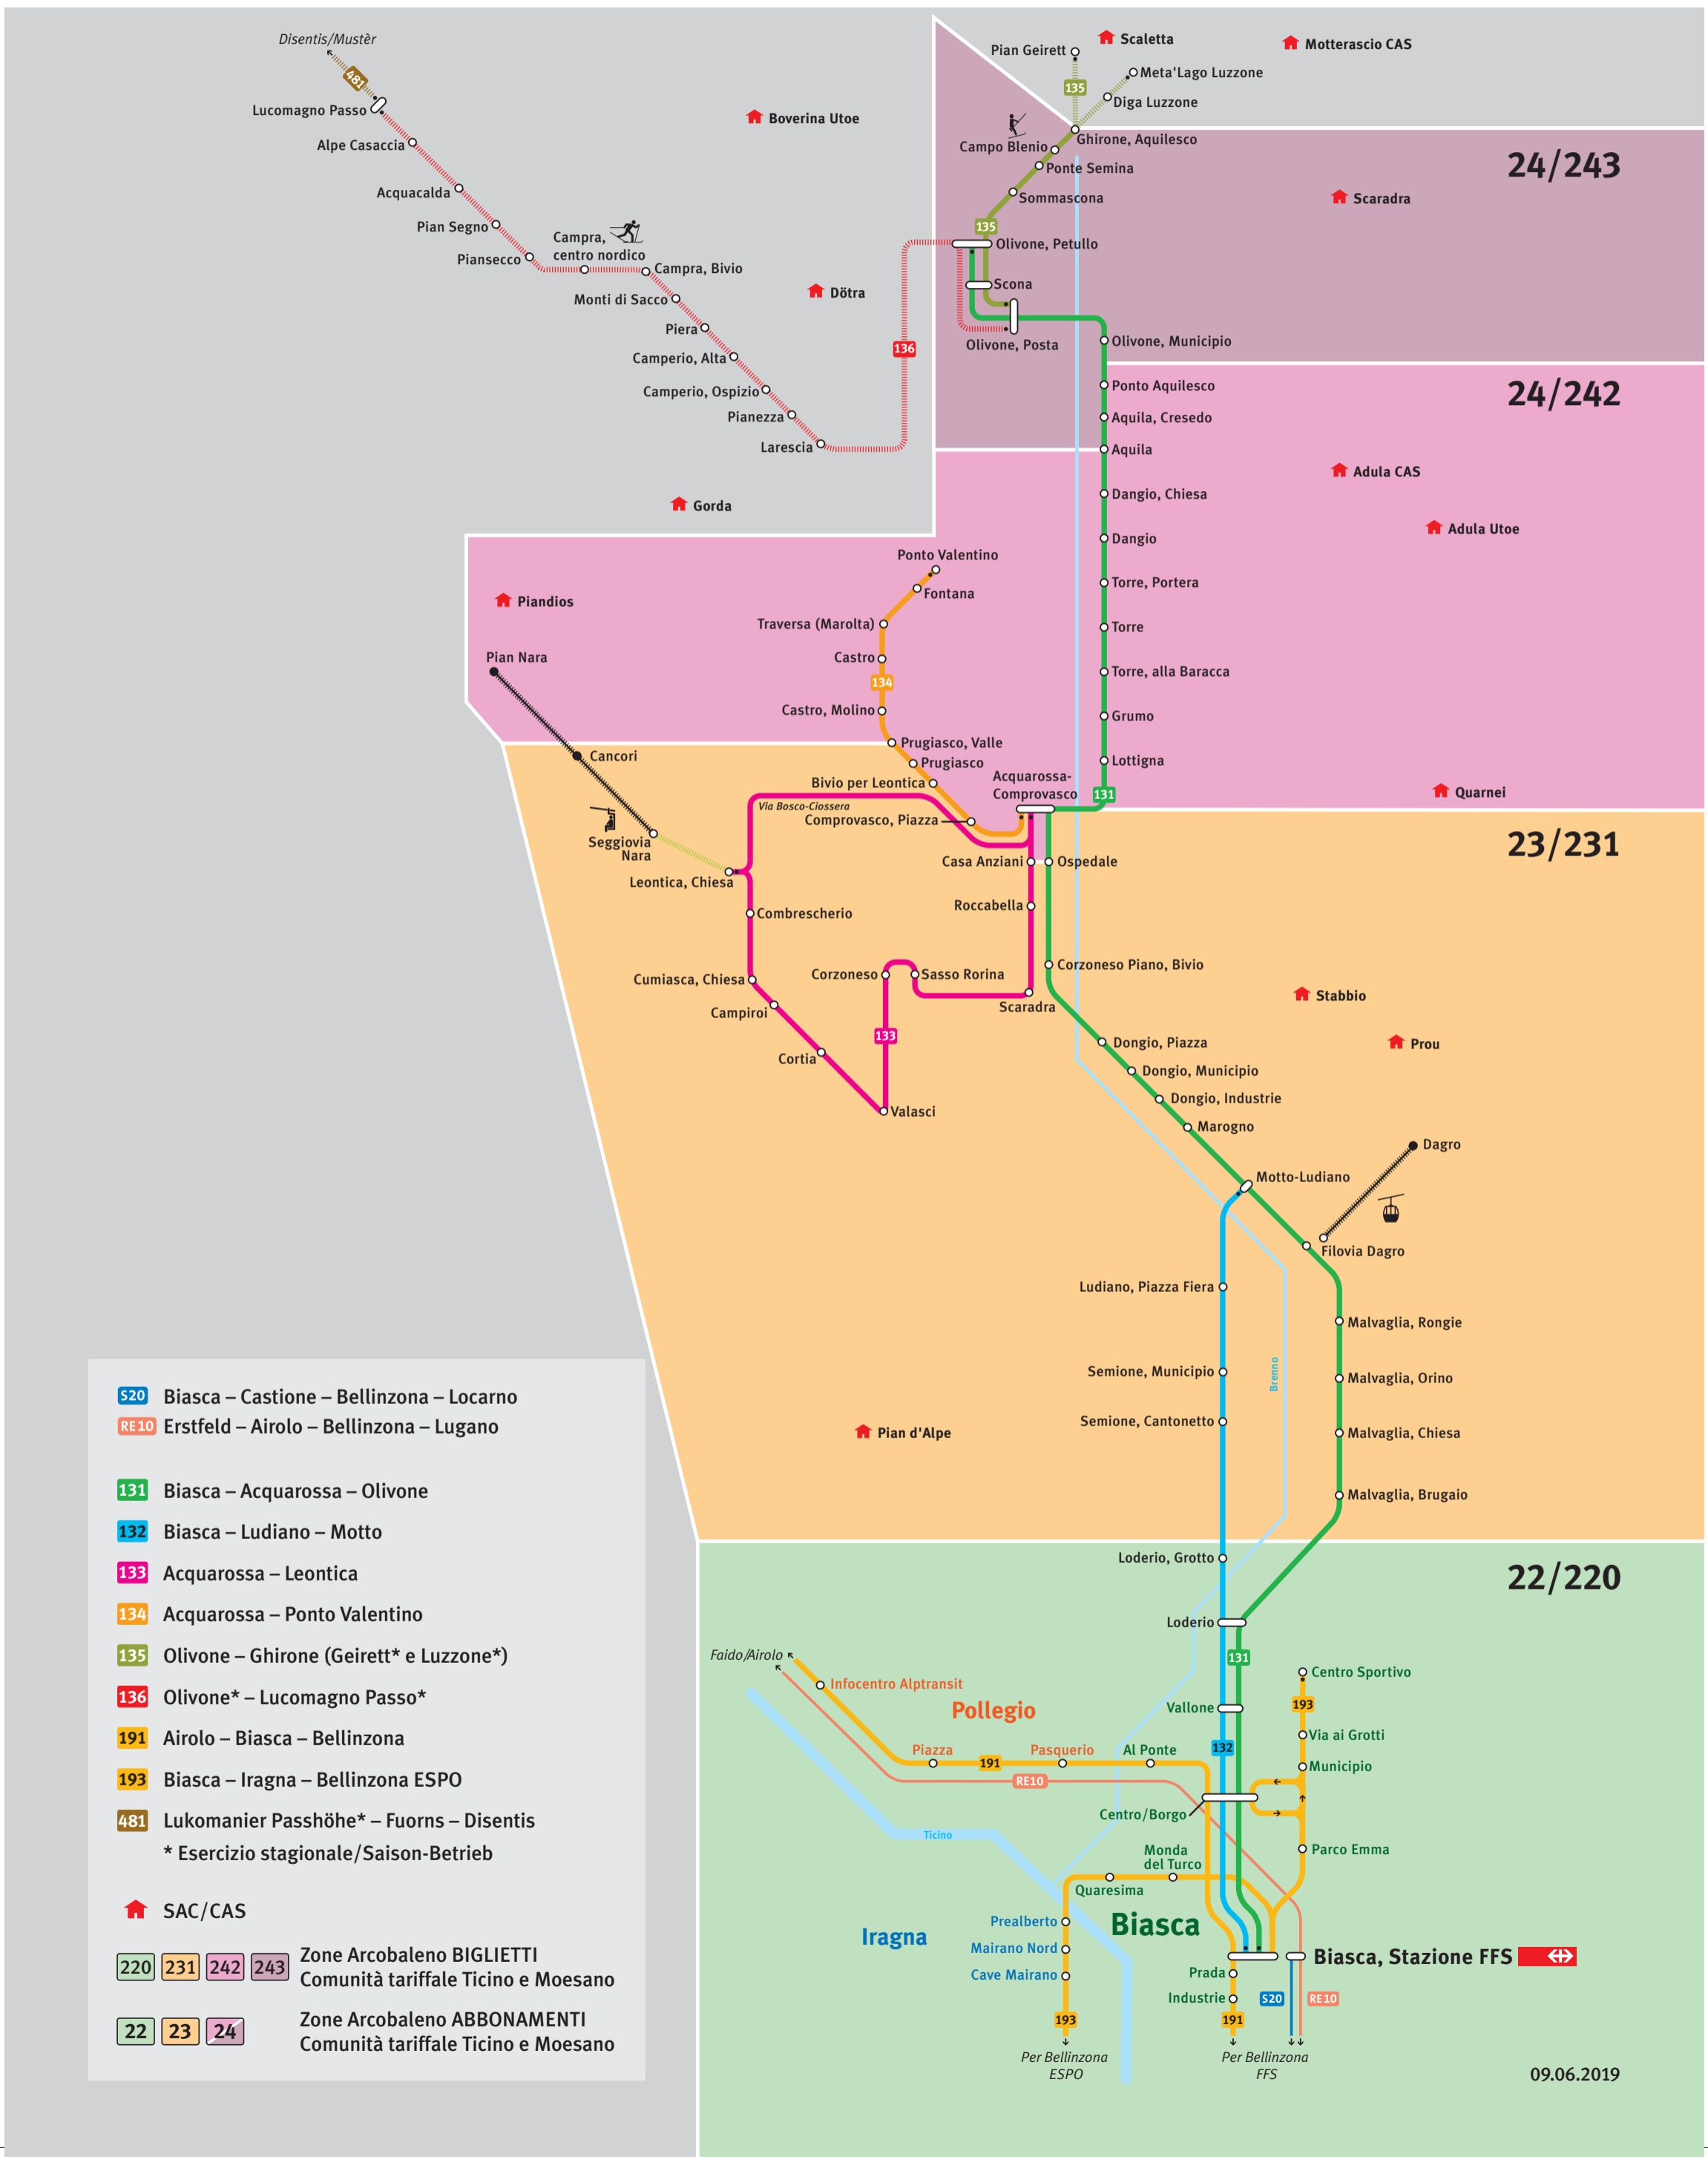 Disentis/Mustèr
481
Lucomagno Passo
Alpe Casaccia
Acquacalda
Pian Segno
Piansecco
Campra,
centro nordico
Campra, Bivio
Monti di Sacco
Piera
Camperio, Alta
Camperio, Ospizio
Pianezza
Larescia
136
Boverina Utoe
Dötra
Gorda
Pian Geirett
Scaletta
Motterascio CAS
135
Meta'Lago Luzzone
Diga Luzzone
Ghirone, Aquilesco
Campo Blenio
Ponte Semina
Sommascona
135
24/243
Scaradra
Olivone, Petullo
Scona
Olivone, Posta
Olivone, Municipio
24/242
Ponto Aquilesco
Aquila, Cresedo
Aquila
Adula CAS
Dangio, Chiesa
Adula Utoe
Dangio
Torre, Portera
Torre
Torre, alla Baracca
Grumo
Lottigna
Quarnei
131
Piandios
Ponto Valentino
Fontana
Traversa (Marolta)
Castro
134
Castro, Molino
Prugiasco, Valle
Prugiasco
Bivio per Leontica
Acquarossa-
Comprovasco
Pian Nara
Cancori
Via Bosco-Ciossera
Comprovasco, Piazza
Seggiovia
Nara
Leontica, Chiesa
23/231
Casa Anziani
Ospedale
Roccabella
Combrescherio
Corzoneso Piano, Bivio
Cumiasca, Chiesa
Corzoneso
Sasso Rorina
Scaradra
Campiroi
133
Cortia
Valasci
Stabbio
Prou
Dongio, Piazza
Dongio, Municipio
Dongio, Industrie
Marogno
Dagro
Motto-Ludiano
Filovia Dagro
Ludiano, Piazza Fiera
Malvaglia, Rongie
Brenno
Semione, Municipio
Malvaglia, Orino
Semione, Cantonetto
Malvaglia, Chiesa
Pian d'Alpe
Malvaglia, Brugaio
22/220
Loderio, Grotto
Loderio
131
Faido/Airolo
Infocentro Alptransit
Centro Sportivo
Pollegio
Vallone
193
Via ai Grotti
Piazza
191
Pasquerio
Al Ponte
132
Municipio
RE10
Centro/Borgo
Ticino
Parco Emma
Monda
del Turco
Quaresima
Prealberto
Biasca
Iragna
Mairano Nord
Biasca, Stazione FFS
Cave Mairano
Prada
Industrie
S20
RE10
193
191
Per Bellinzona
ESPO
Per Bellinzona
FFS
09.06.2019
S20 Biasca – Castione – Bellinzona – Locarno
RE10 Erstfeld – Airolo – Bellinzona – Lugano
131 Biasca – Acquarossa – Olivone
132 Biasca – Ludiano – Motto
133 Acquarossa – Leontica
134 Acquarossa – Ponto Valentino
135 Olivone – Ghirone (Geirett* e Luzzone*)
136 Olivone* – Lucomagno Passo*
191 Airolo – Biasca – Bellinzona
193 Biasca – Iragna – Bellinzona ESPO
481 Lukomanier Passhöhe* – Fuorns – Disentis
* Esercizio stagionale/Saison-Betrieb
SAC/CAS
220 231 242 243 Zone Arcobaleno BIGLIETTI
Comunità tariffale Ticino e Moesano
22 23 24 Zone Arcobaleno ABBONAMENTI
Comunità tariffale Ticino e Moesano